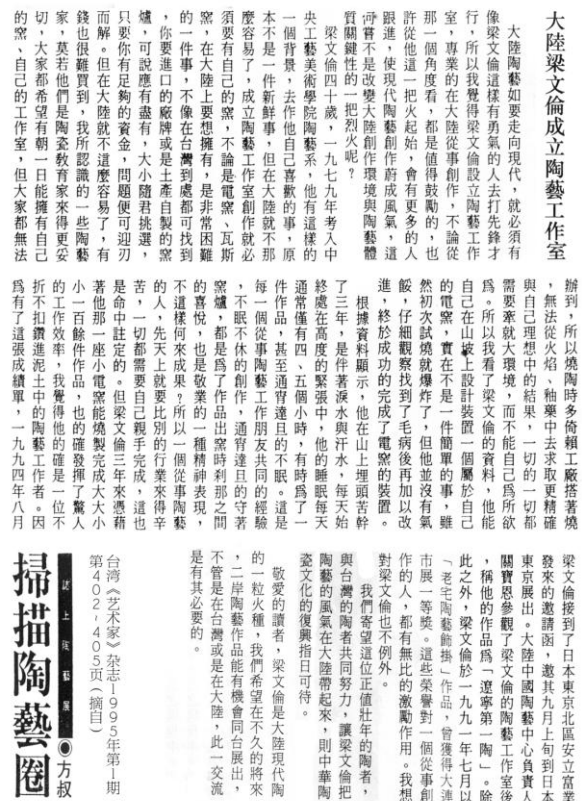 大陸梁文倫成立陶藝工作室
大陸陶藝如要走向現代,就必須有
像梁文倫這樣有勇氣的人去打先鋒才
行,所以我覺得梁文倫設立陶藝工作
室,專業的在大陸從事創作,不論從
那一個角度看,都是値得鼓勵的,也
許從他這一把火起始,會有更多的人
跟進,使現代陶藝創作蔚成風氣,這
何嘗不是改變大陸創作環境與陶藝體
質關鍵性的一把烈火呢?
梁文倫四十歲,一九七九年考入中
央工藝美術學院陶藝系,他有這樣的
一個背景,去作他自己喜歡的事,原
本不是一件新鮮事,但在大陸就不那
麼容易了,成立陶藝工作室創作就必
須要有自己的窯,不論是電窯、瓦斯
窯,在大陸上要想擁有,是非常困難
的一件事,不像在台灣到處都可找到
,你要進口的廠牌或是土產自製的窯
爐,可說應有盡有,大小隨君挑選,
只要你有足夠的資金,問題便可迎刃
而解。但在大陸就不這麼容易了,有
錢也很難買到,我所認識的一些陶藝
家,莫若他們是陶瓷敎育家來得更妥
切,大家都希望有朝一日能擁有自己
的窯、自己的工作室,但大家都無法
辦到,所以燒陶時多倚賴工廠搭著燒
,無法從火焰、釉藥中去求取更精確
與自己理想中的結果,一切的一切都
需要牽就大環境,而不能自己爲所欲
爲。所以我看了梁文倫的資料,他能
自己在山上設計裝置一個屬於自己
的電窯,實在不是一件簡單的事,雖
然初次試燒就爆炸了,但他並沒有氣
餒,仔細觀察找到了毛病後再加以改
進,終於成功的完成了電窯的裝置。
根據資料顯示,他在山上埋頭苦幹
了三年,是伴著淚水與汗水,每天始
終處在高度的緊張中,他的睡眠每天
通常僅有四、五個小時,有時爲了一
件作品,甚至通宵達旦的不眠。這是
每一個從事陶藝工作朋友共同的經驗
,不眠不休的創作,通宵達旦的守著
窯爐,都是爲了作品出窯時刹那之間
的喜悅,也是敬業的一種精神表現,
不這樣何來成果?所以一個從事陶藝
的人,先天上就要比別的行業來得辛
苦,一切都需要自己親手完成,這也
是命中註定的。但梁文倫三年來憑藉
著他那一座小電窯能燒製完成大大小
小一百餘件作品,也的確發揮了驚人
的工作效率,我覺得他的確是一位不
折不扣鑽進泥土中的陶藝工作者。因
爲有了這張成績單,一九九四年八月
梁文倫接到了日本東京北區安立富業
發來的邀請函,邀其九月上旬到日本
東京展出。大陸中國陶藝中心負責人
關寶恩參觀了梁文倫的陶藝工作室後
,稱他的作品爲「遼寧第一陶」。除
此之外,梁文倫於一九九一年七月以
「老宅陶藝飾掛」作品,曾獲得大連
市展一等獎。這些榮譽對一個從事創
作的人,都有無比的激勵作用。我想
對梁文倫也不例外。
我們寄望這位正値壯年的陶者,
與台灣的陶者共同努力,讓梁文倫把
陶藝的風氣在大陸帶起來,則中華陶
瓷文化的復興指日可待。
敬愛的讀者,梁文倫是大陸現代陶
的一粒火種,我們希望在不久的將來
,二岸陶藝作品能有機會同台展出,
不管是在台灣或是在大陸,此一交流
是有其必要的。
台湾《艺术家》杂志1995年第1期
第402-405页(摘自)
誌上陶藝展
◉方叔
掃描陶藝圈